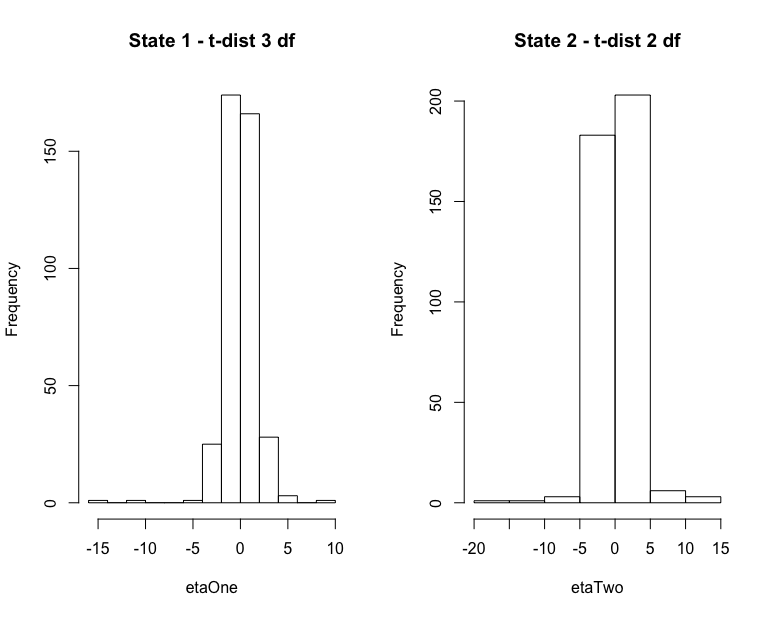 State 1 - t-dist 3 df
Frequency
150
100
50
0
-15 -10 -5 0 5 10
etaOne
State 2 - t-dist 2 df
Frequency
200
150
100
50
0
-20 -10 -5 0 5 10 15
etaTwo